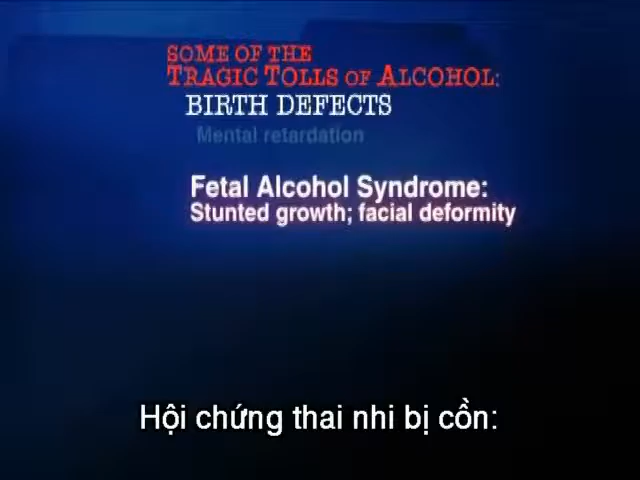 SOME OF THE
TRAGIC TOLLS OF ALCOHOL:
BIRTH DEFECTS
Mental retardation
Fetal Alcohol Syndrome:
Stunted growth; facial deformity
Hội chứng thai nhi bị cồn: